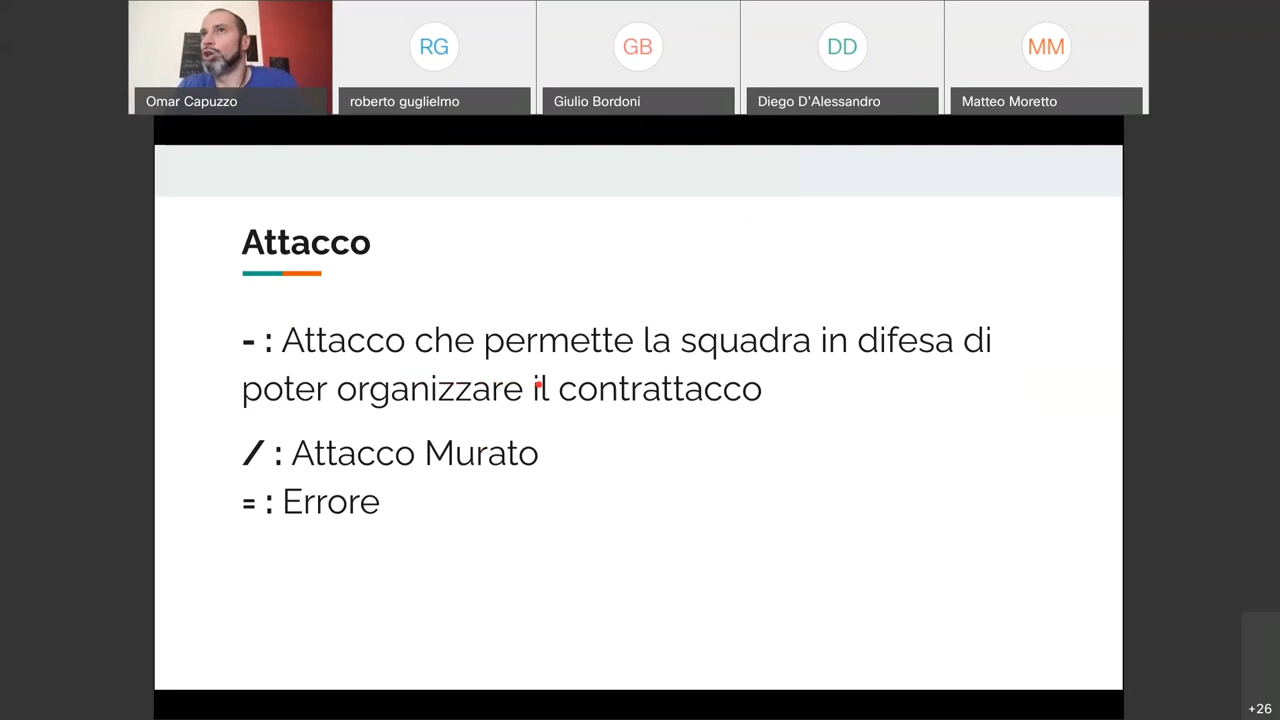 RG
GB
DD
MM
Omar Capuzzo
roberto guglielmo
Giulio Bordoni
Diego D'Alessandro
Matteo Moretto
Attacco
- : Attacco che permette la squadra in difesa di
poter organizzare il contrattacco
/ : Attacco Murato
= : Errore
+26